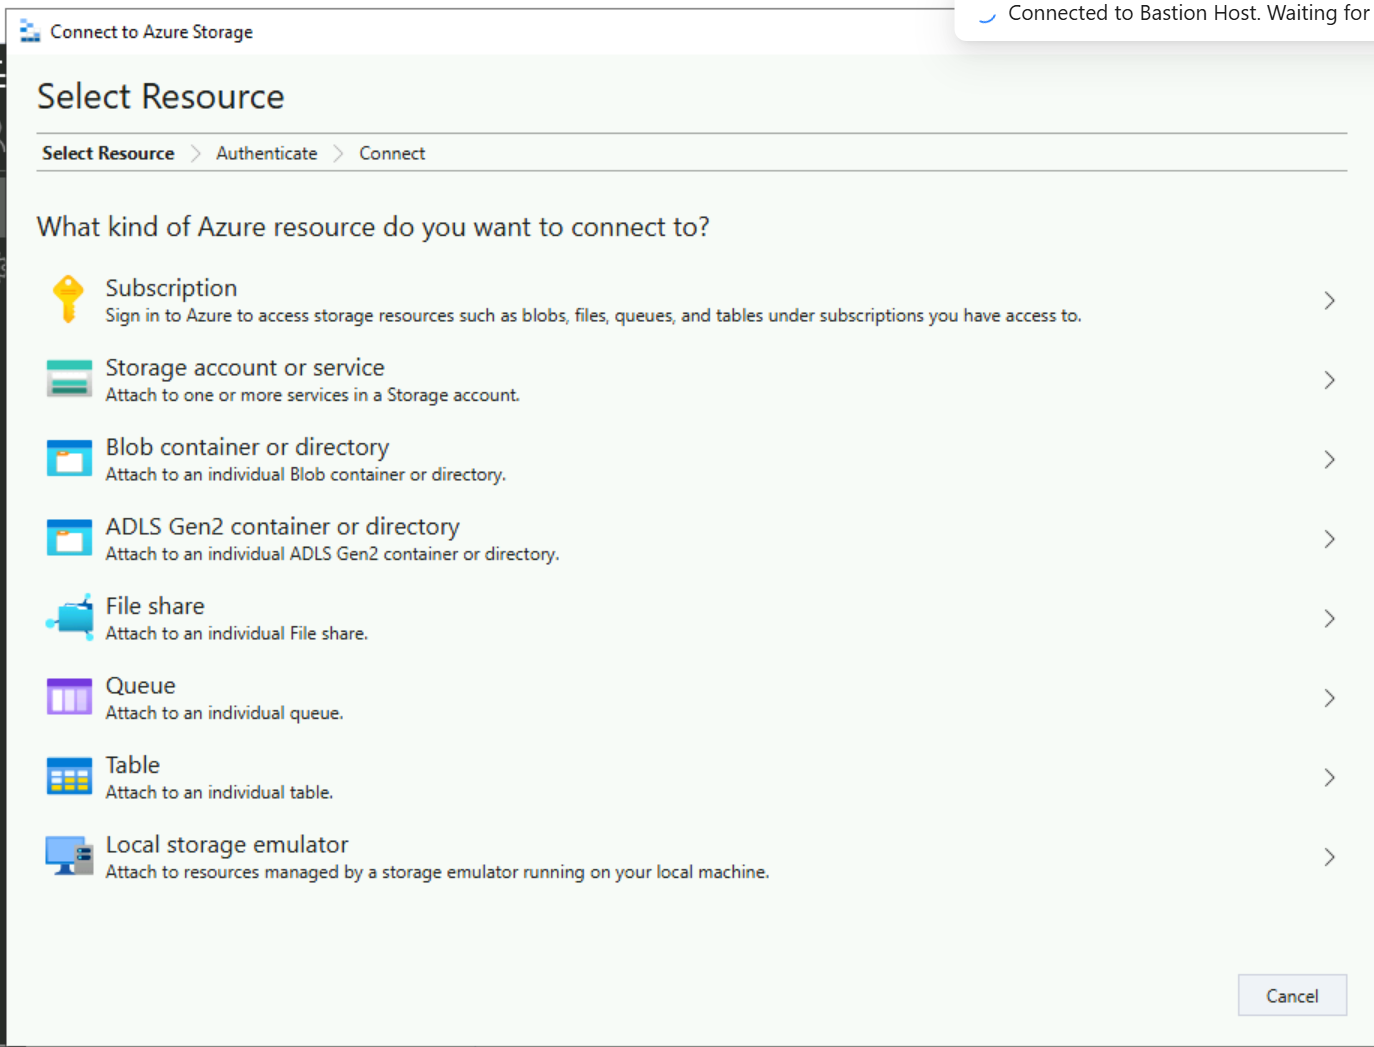 Connected to Bastion Host. Waiting for
Connect to Azure Storage
Select Resource
Select Resource
Authenticate
Connect
What kind of Azure resource do you want to connect to?
Subscription
Sign in to Azure to access storage resources such as blobs, files, queues, and tables under subscriptions you have access to.
Storage account or service
Attach to one or more services in a Storage account.
Blob container or directory
Attach to an individual Blob container or directory.
ADLS Gen2 container or directory
Attach to an individual ADLS Gen2 container or directory.
File share
Attach to an individual File share.
Queue
Attach to an individual queue.
Table
Attach to an individual table.
Local storage emulator
Attach to resources managed by a storage emulator running on your local machine.
Cancel